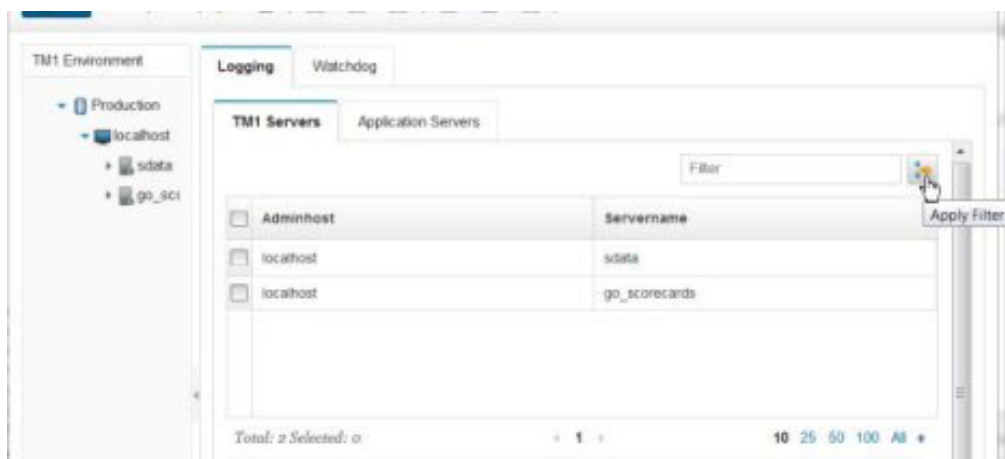 TM1 Environment
Production
localhost
sdata
go_sc
Logging
Watchdog
TM1 Servers
Application Servers
Filter
Apply Filter
Adminhost
Servername
localhost
sdata
localhost
go_scorecards
Total: 2 Selected: 0
1
10 25 50 100 All